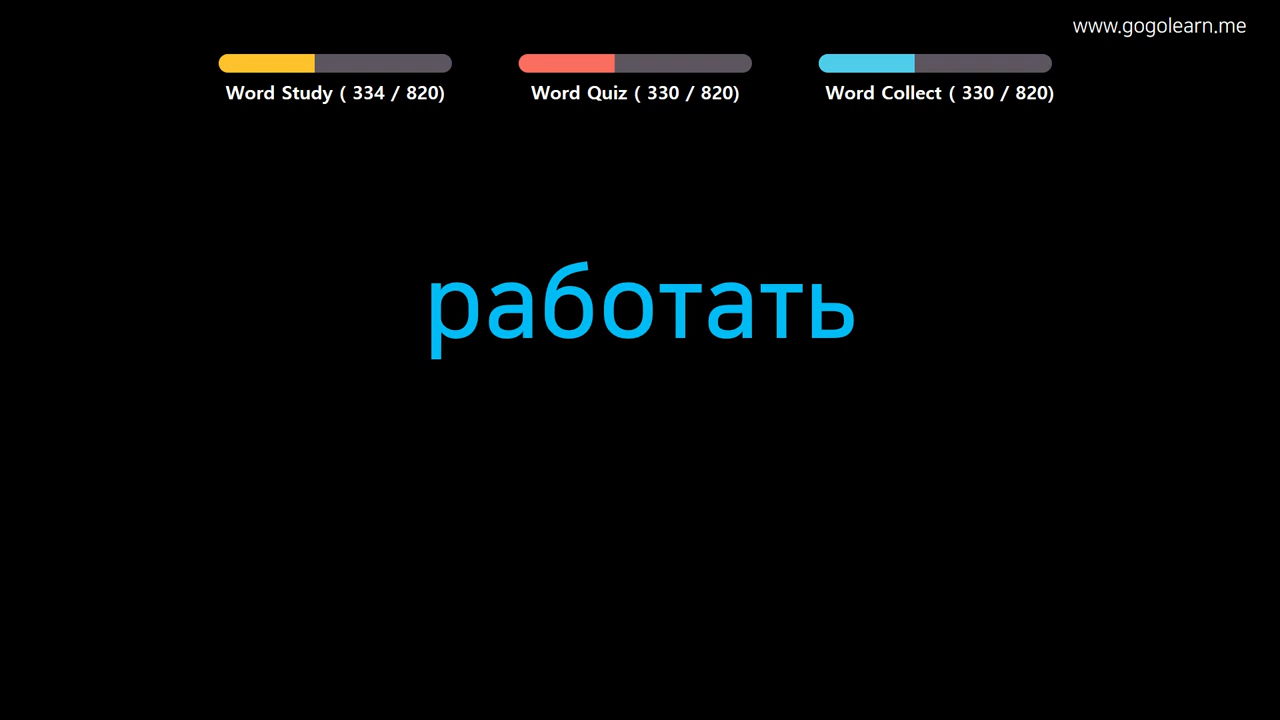 www.gogolearn.me
Word Study ( 334 / 820)
Word Quiz ( 330 / 820)
Word Collect ( 330 / 820)
работать